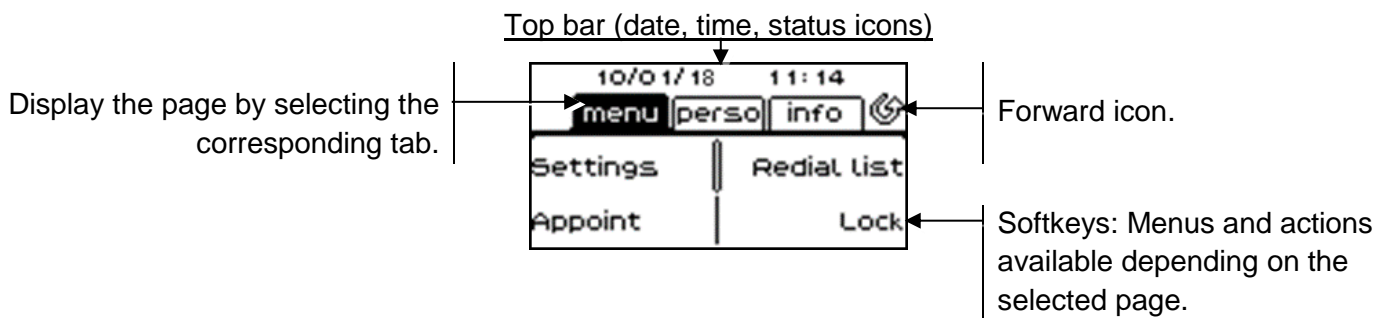 Top bar (date, time, status icons)
10/01/18 11:14
Display the page by selecting the
corresponding tab.
menu perso info
Forward icon.
Settings Redial list
Appoint Lock
Softkeys: Menus and actions
available depending on the
selected page.